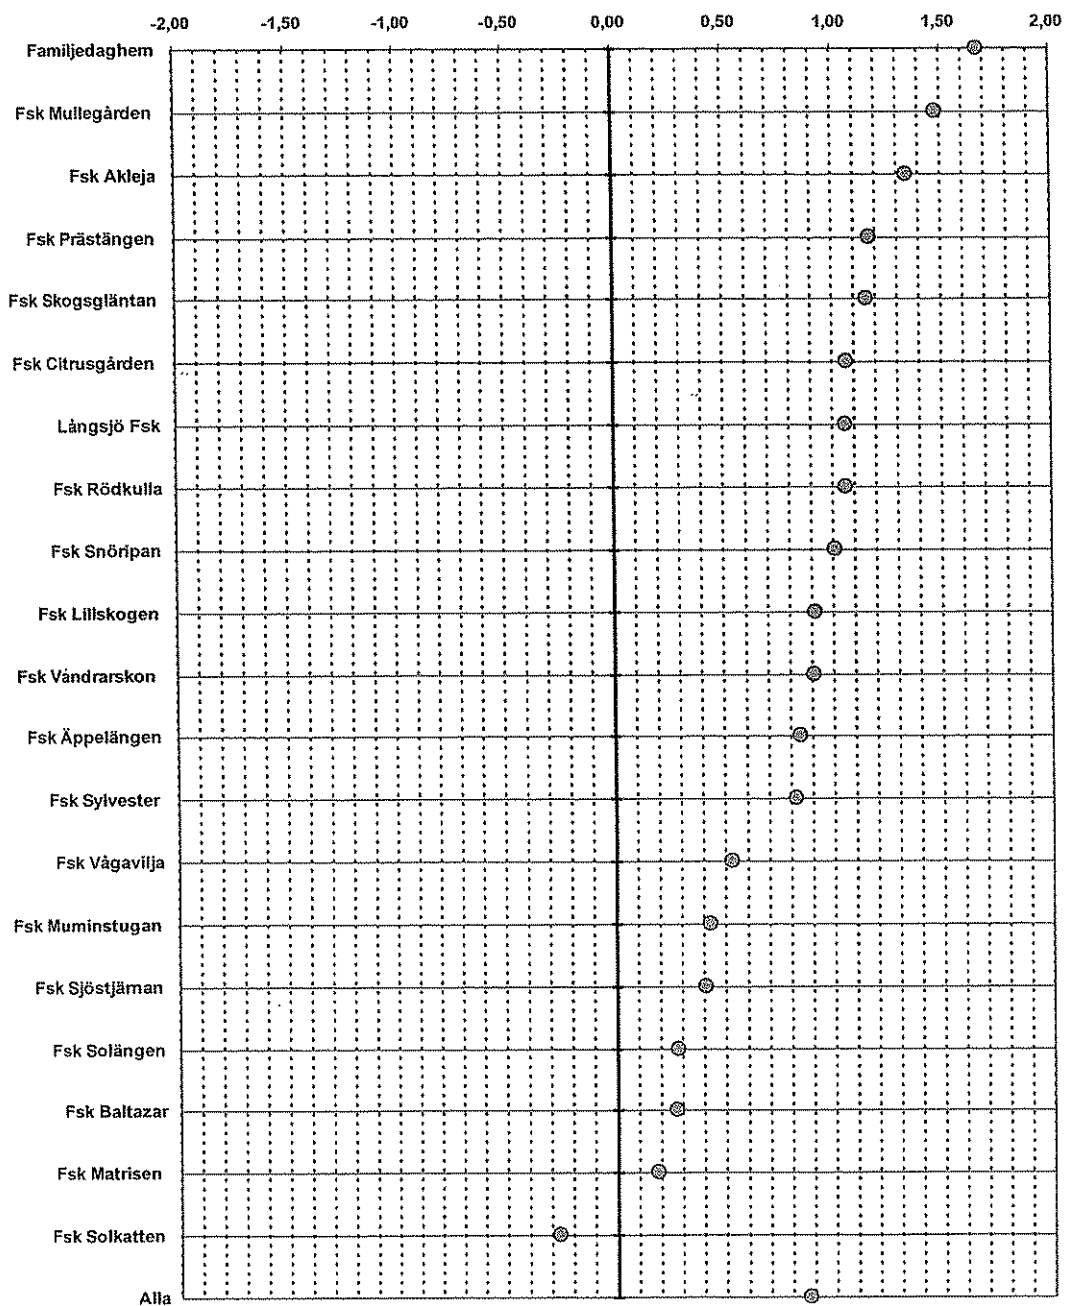 -2,00 -1,50 -1,00 -0,50 0,00 0,50 1,00 1,50 2,00
Familjedaghem
Fsk Mullegården
Fsk Akleja
Fsk Prästängen
Fsk Skogsgläntan
Fsk Citrusgården
Långsjö Fsk
Fsk Rödkulla
Fsk Snöripan
Fsk Lillskogen
Fsk Vandrarskon
Fsk Äppelängen
Fsk Sylvester
Fsk Vågavilja
Fsk Muminstugan
Fsk Sjöstjärnan
Fsk Solängen
Fsk Baltazar
Fsk Matrisen
Fsk Solkatten
Alla